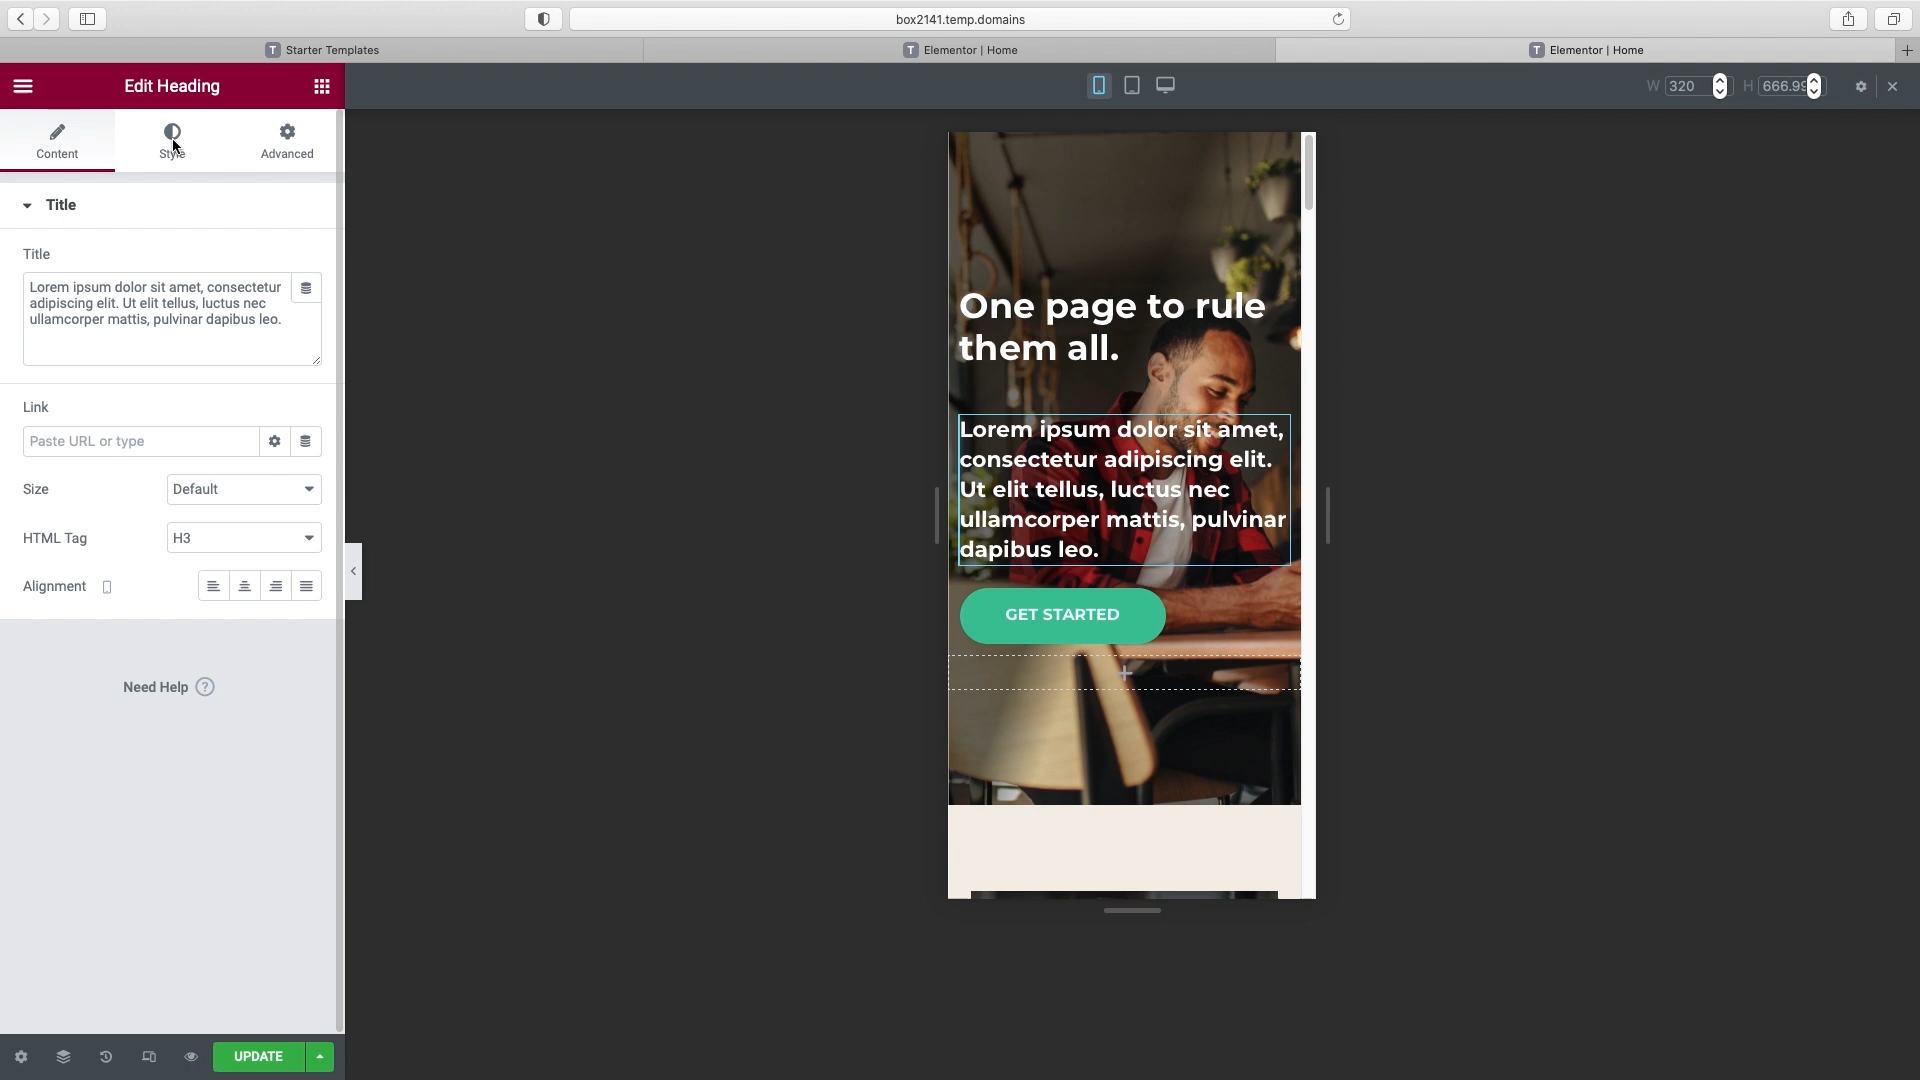 box2141.temp.domains
T Starter Templates
T Elementor | Home
T Elementor | Home
Edit Heading
W 320
H 666.99
Content
Style
Advanced
Title
Title
Lorem ipsum dolor sit amet, consectetur
adipiscing elit. Ut elit tellus, luctus nec
ullamcorper mattis, pulvinar dapibus leo.
Link
Paste URL or type
Size
Default
HTML Tag
H3
Alignment
Need Help ?
UPDATE
One page to rule
them all.
Lorem ipsum dolor sit amet,
consectetur adipiscing elit.
Ut elit tellus, luctus nec
ullamcorper mattis, pulvinar
dapibus leo.
GET STARTED